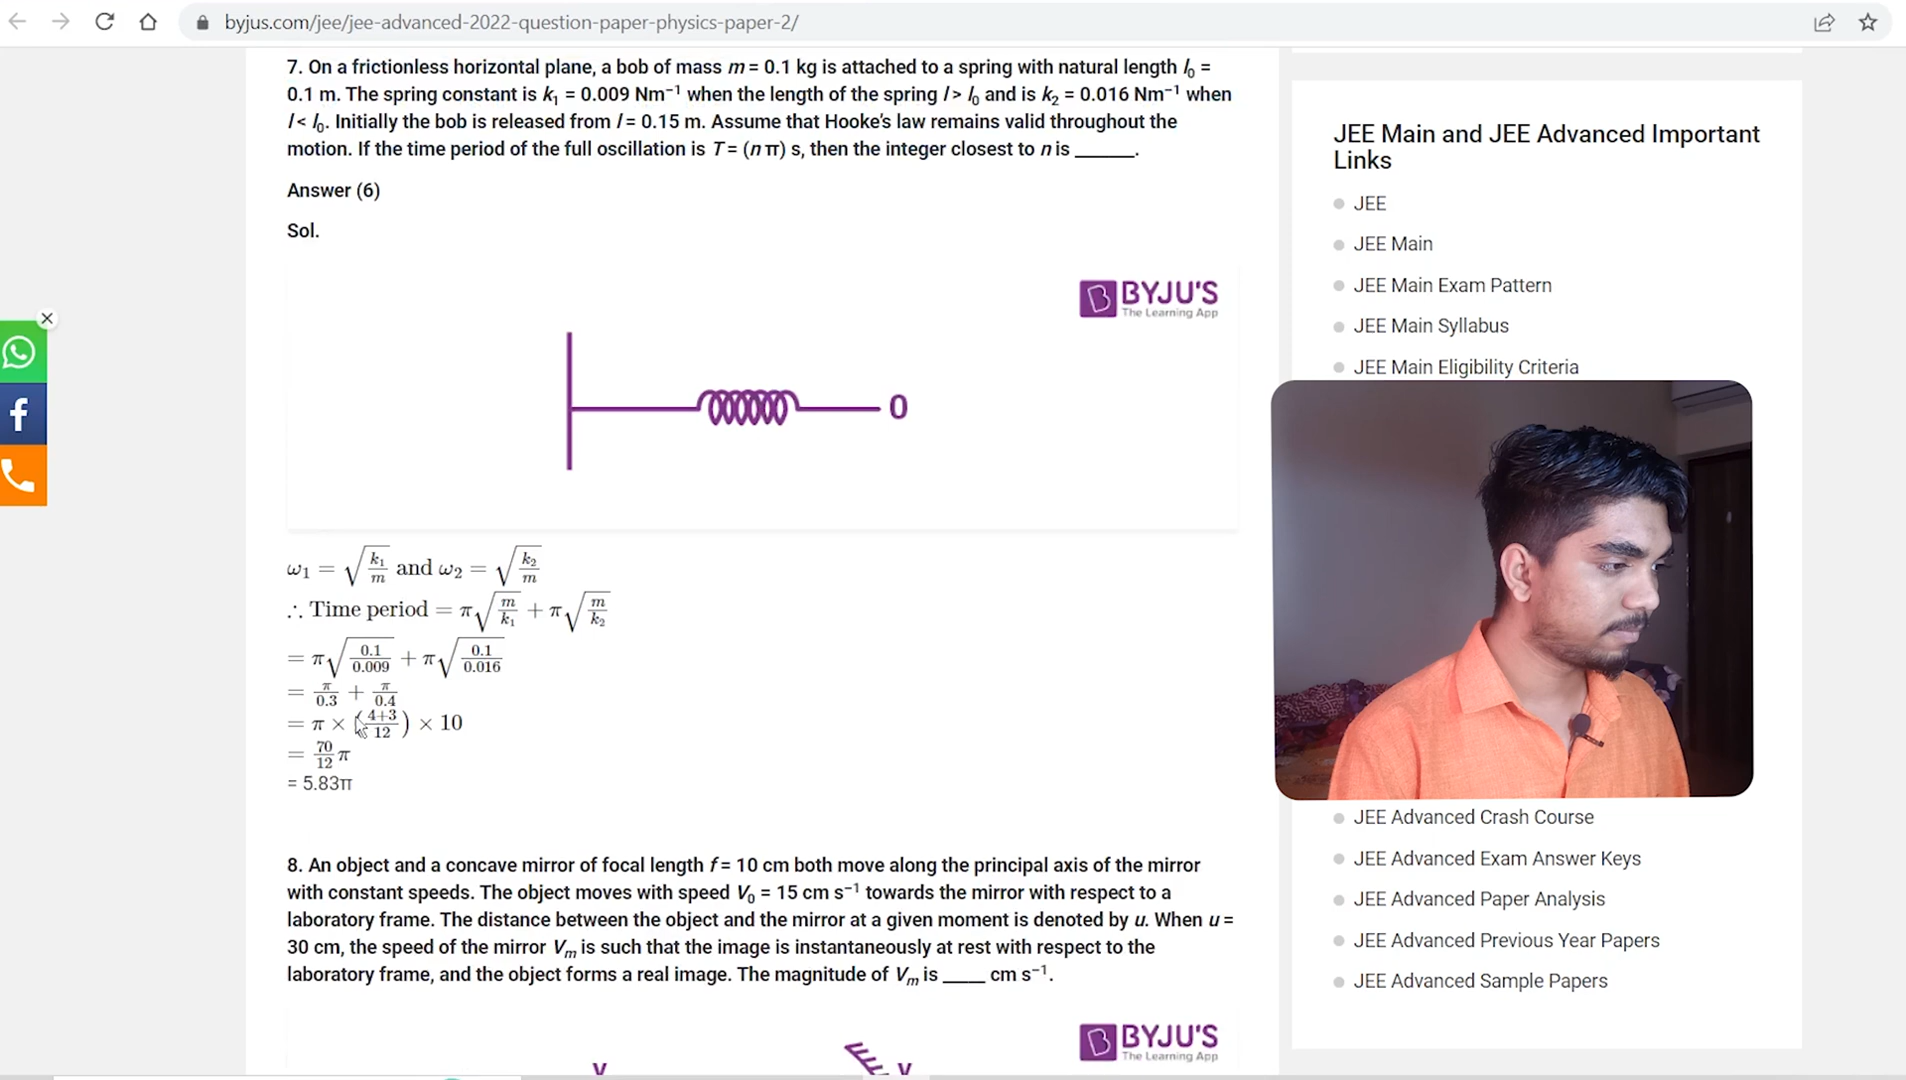 byjus.com/jee/jee-advanced-2022-question-paper-physics-paper-2/
7. On a frictionless horizontal plane, a bob of mass m = 0.1 kg is attached to a spring with natural length l₀ =
0.1 m. The spring constant is k₁ = 0.009 Nm⁻¹ when the length of the spring l > l₀ and is k₂ = 0.016 Nm⁻¹ when
l < l₀. Initially the bob is released from l = 0.15 m. Assume that Hooke's law remains valid throughout the
motion. If the time period of the full oscillation is T = (n π) s, then the integer closest to n is ______.
Answer (6)
Sol.
BYJU'S
The Learning App
O
ω₁ = √(k₁/m) and ω₂ = √(k₂/m)
∴ Time period = π√(m/k₁) + π√(m/k₂)
= π√(0.1/0.009) + π√(0.1/0.016)
= π/0.3 + π/0.4
= π × (4+3/12) × 10
= 70/12 π
= 5.83π
8. An object and a concave mirror of focal length f = 10 cm both move along the principal axis of the mirror
with constant speeds. The object moves with speed V₀ = 15 cm s⁻¹ towards the mirror with respect to a
laboratory frame. The distance between the object and the mirror at a given moment is denoted by u. When u =
30 cm, the speed of the mirror Vₘ is such that the image is instantaneously at rest with respect to the
laboratory frame, and the object forms a real image. The magnitude of Vₘ is ____ cm s⁻¹.
BYJU'S
The Learning App
V
V
JEE Main and JEE Advanced Important
Links
JEE
JEE Main
JEE Main Exam Pattern
JEE Main Syllabus
JEE Main Eligibility Criteria
JEE Advanced Crash Course
JEE Advanced Exam Answer Keys
JEE Advanced Paper Analysis
JEE Advanced Previous Year Papers
JEE Advanced Sample Papers